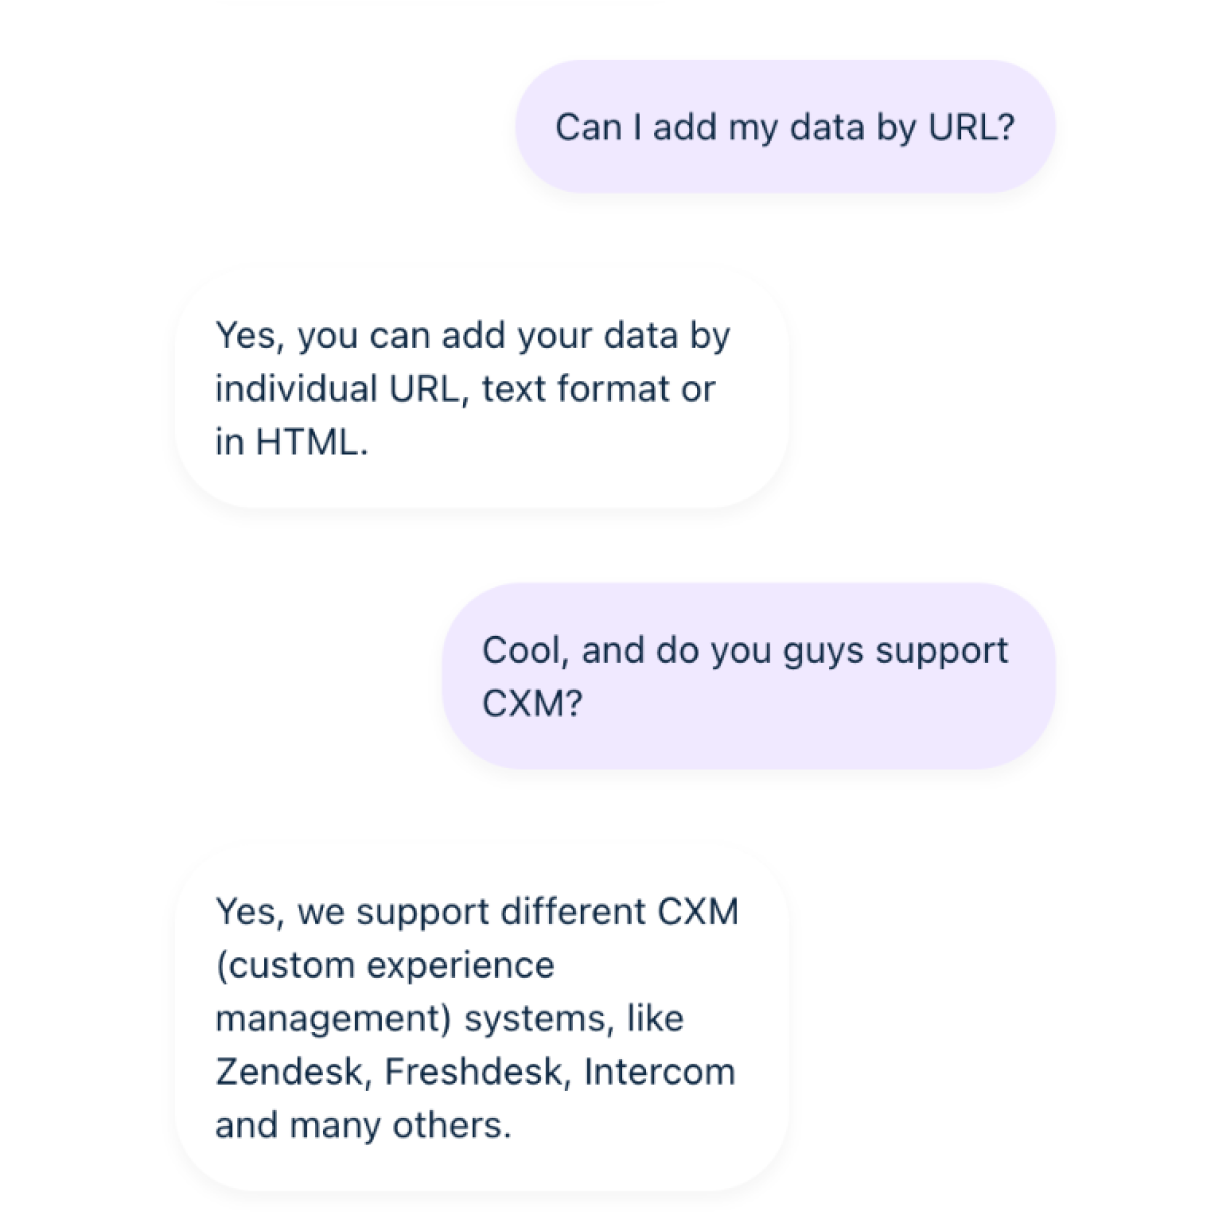 Can I add my data by URL?
Yes, you can add your data by
individual URL, text format or
in HTML.
Cool, and do you guys support
CXM?
Yes, we support different CXM
(custom experience
management) systems, like
Zendesk, Freshdesk, Intercom
and many others.